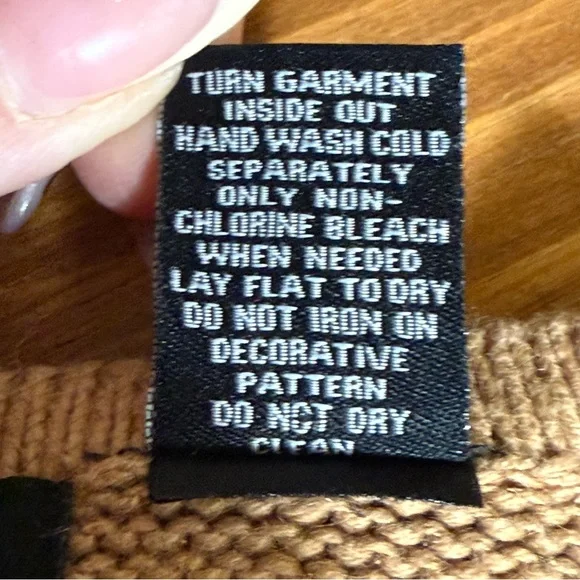 TURN GARMENT
INSIDE OUT
HAND WASH COLD
SEPARATELY
ONLY NON-
CHLORINE BLEACH
WHEN NEEDED
LAY FLAT TO DRY
DO NOT IRON ON
DECORATIVE
PATTERN
DO NOT DRY
CLEAN